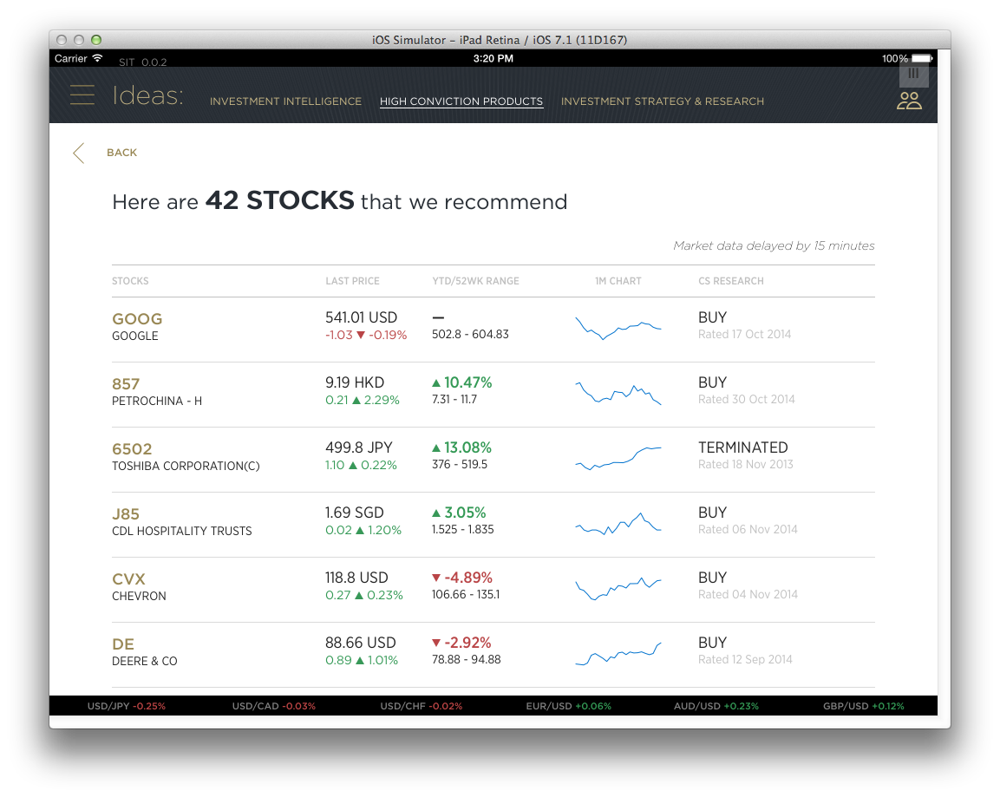 iOS Simulator – iPad Retina / iOS 7.1 (11D167)
Carrier 3:20 PM 100%
SIT 0.0.2
Ideas: INVESTMENT INTELLIGENCE HIGH CONVICTION PRODUCTS INVESTMENT STRATEGY & RESEARCH
BACK
Here are 42 STOCKS that we recommend
Market data delayed by 15 minutes
STOCKS LAST PRICE YTD/52WK RANGE 1M CHART CS RESEARCH
GOOG 541.01 USD — BUY
GOOGLE -1.03 ▼ -0.19% 502.8 - 604.83 Rated 17 Oct 2014
857 9.19 HKD ▲ 10.47% BUY
PETROCHINA - H 0.21 ▲ 2.29% 7.31 - 11.7 Rated 30 Oct 2014
6502 499.8 JPY ▲ 13.08% TERMINATED
TOSHIBA CORPORATION(C) 1.10 ▲ 0.22% 376 - 519.5 Rated 18 Nov 2013
J85 1.69 SGD ▲ 3.05% BUY
CDL HOSPITALITY TRUSTS 0.02 ▲ 1.20% 1.525 - 1.835 Rated 06 Nov 2014
CVX 118.8 USD ▼ -4.89% BUY
CHEVRON 0.27 ▲ 0.23% 106.66 - 135.1 Rated 04 Nov 2014
DE 88.66 USD ▼ -2.92% BUY
DEERE & CO 0.89 ▲ 1.01% 78.88 - 94.88 Rated 12 Sep 2014
USD/JPY -0.25% USD/CAD -0.03% USD/CHF -0.02% EUR/USD +0.06% AUD/USD +0.23% GBP/USD +0.12%